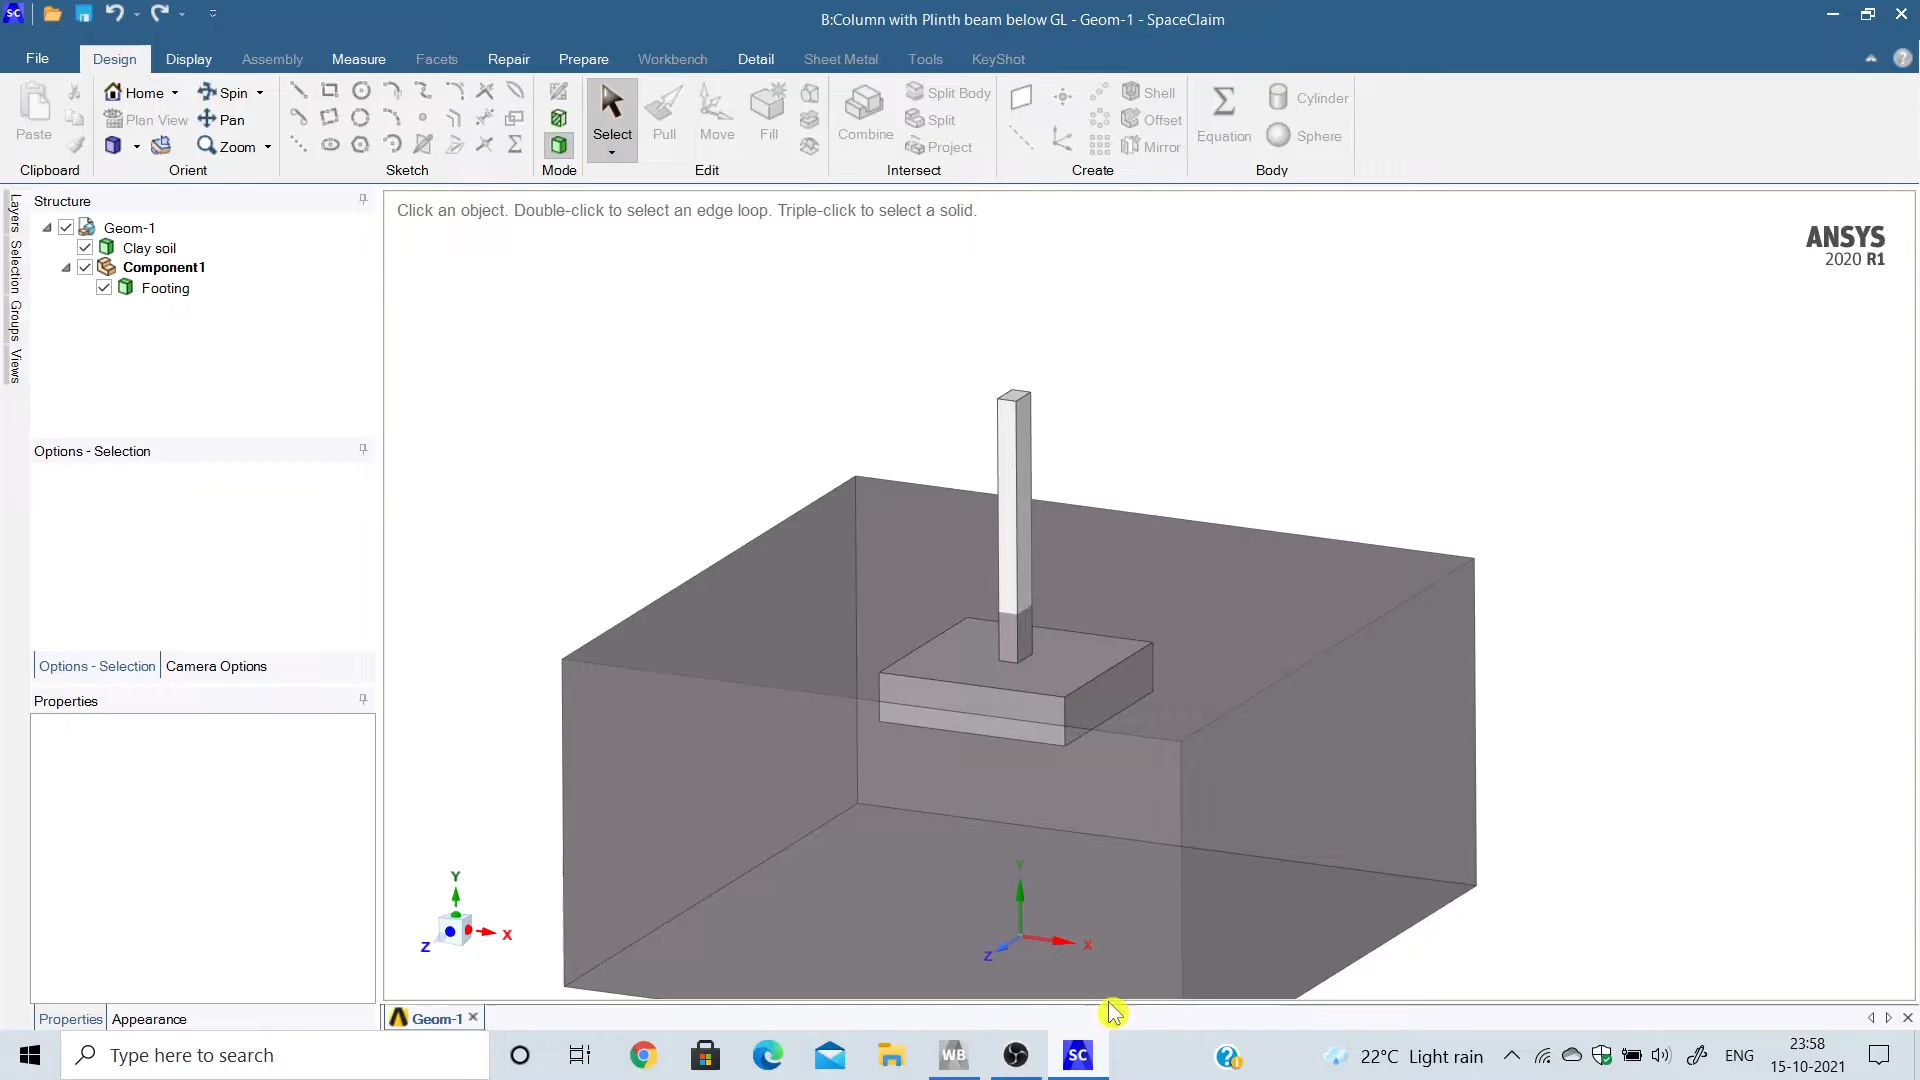 SC
B:Column with Plinth beam below GL - Geom-1 - SpaceClaim
File Design Display Assembly Measure Facets Repair Prepare Workbench Detail Sheet Metal Tools KeyShot
Paste
Home Spin
Plan View Pan
Zoom
Select Pull Move Fill
Combine Split Body
Split
Project
Shell
Offset
Mirror
Equation
Cylinder
Sphere
Clipboard Orient Sketch Mode Edit Intersect Create Body
Layers Selection Groups Views
Structure
Geom-1
Clay soil
Component1
Footing
Options - Selection
Options - Selection Camera Options
Properties
Properties Appearance
Click an object. Double-click to select an edge loop. Triple-click to select a solid.
ANSYS
2020 R1
Y
X
Z
Y
X
Z
Geom-1
Type here to search
WB
SC
22°C Light rain
ENG
23:58
15-10-2021